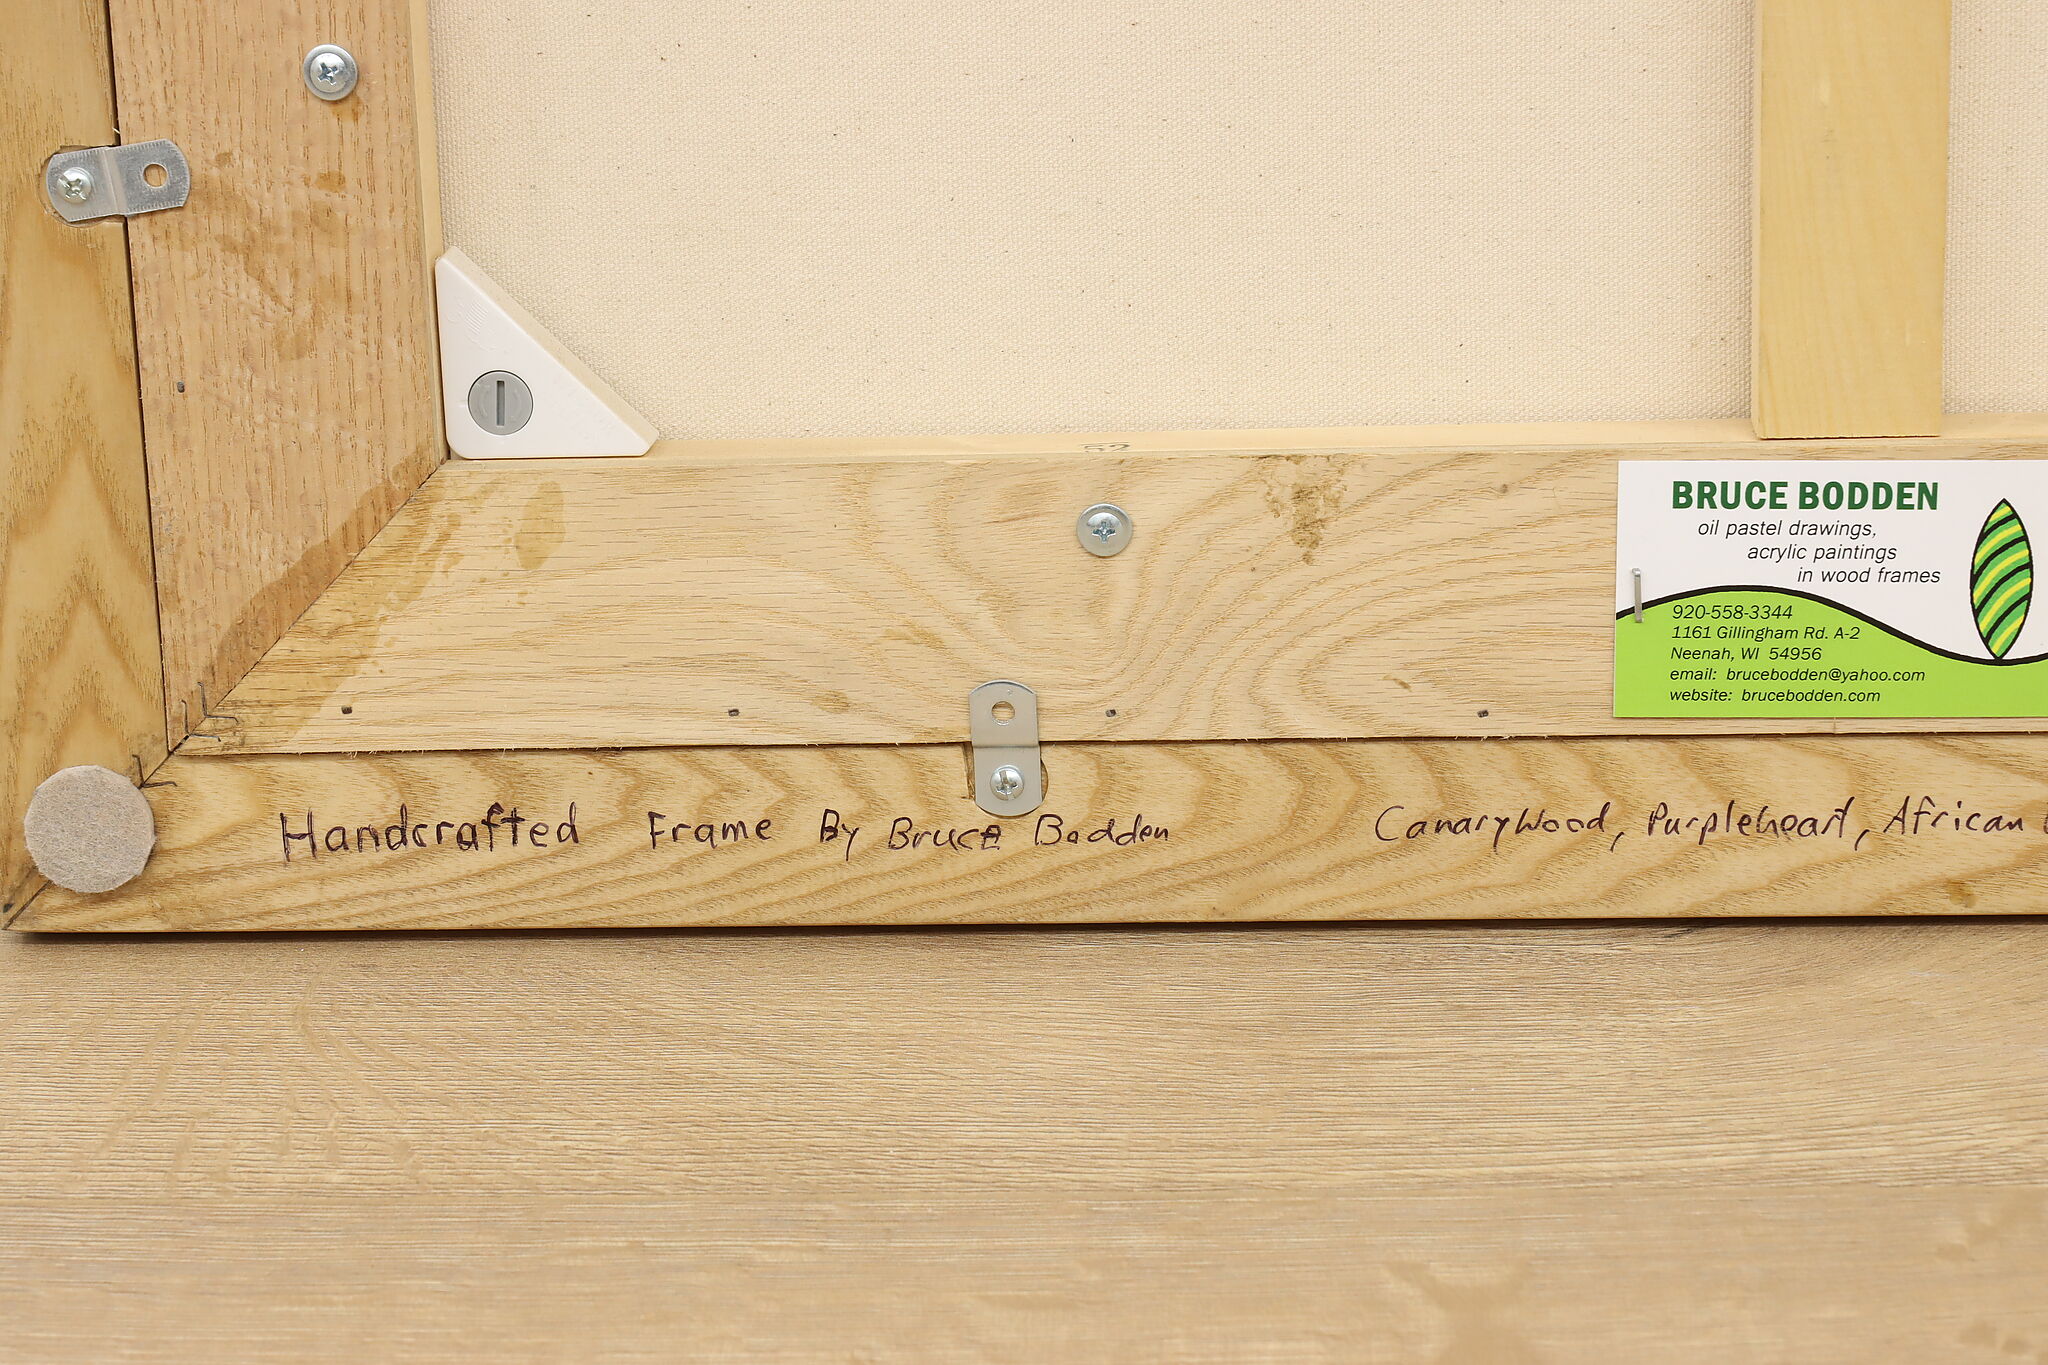 BRUCE BODDEN
oil pastel drawings,
acrylic paintings
in wood frames
920-558-3344
1161 Gillingham Rd. A-2
Neenah, WI 54956
email: brucebodden@yahoo.com
website: brucebodden.com
Handcrafted Frame By Bruce Bodden CanaryWood, Purpleheart, African